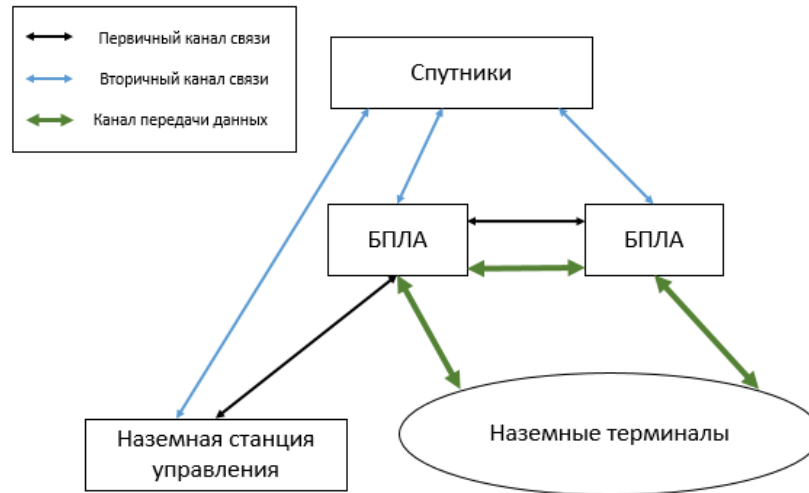 Первичный канал связи
Вторичный канал связи
Канал передачи данных
Спутники
БПЛА
БПЛА
Наземная станция
управления
Наземные терминалы